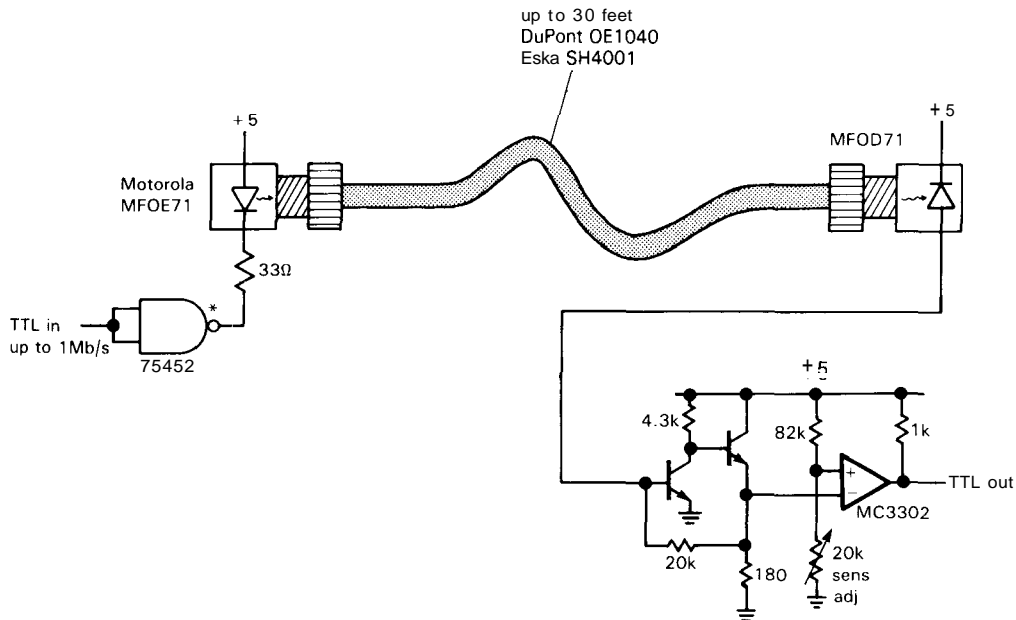 up to 30 feet
DuPont OE1040
Eska SH4001
+5
Motorola
MFOE71
33Ω
*
TTL in
up to 1Mb/s
75452
MFOD71
+5
+5
4.3k
82k
1k
+
−
MC3302
TTL out
20k
180
20k
sens
adj